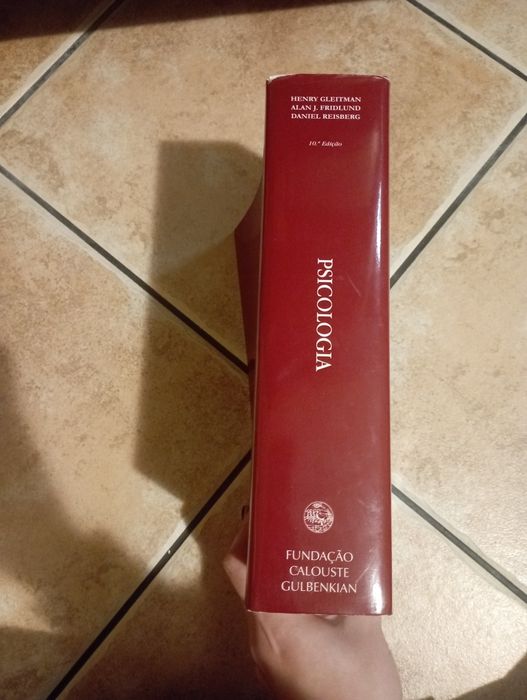 HENRY GLEITMAN
ALAN J. FRIDLUND
DANIEL REISBERG
10.ª Edição
PSICOLOGIA
FUNDAÇÃO
CALOUSTE
GULBENKIAN